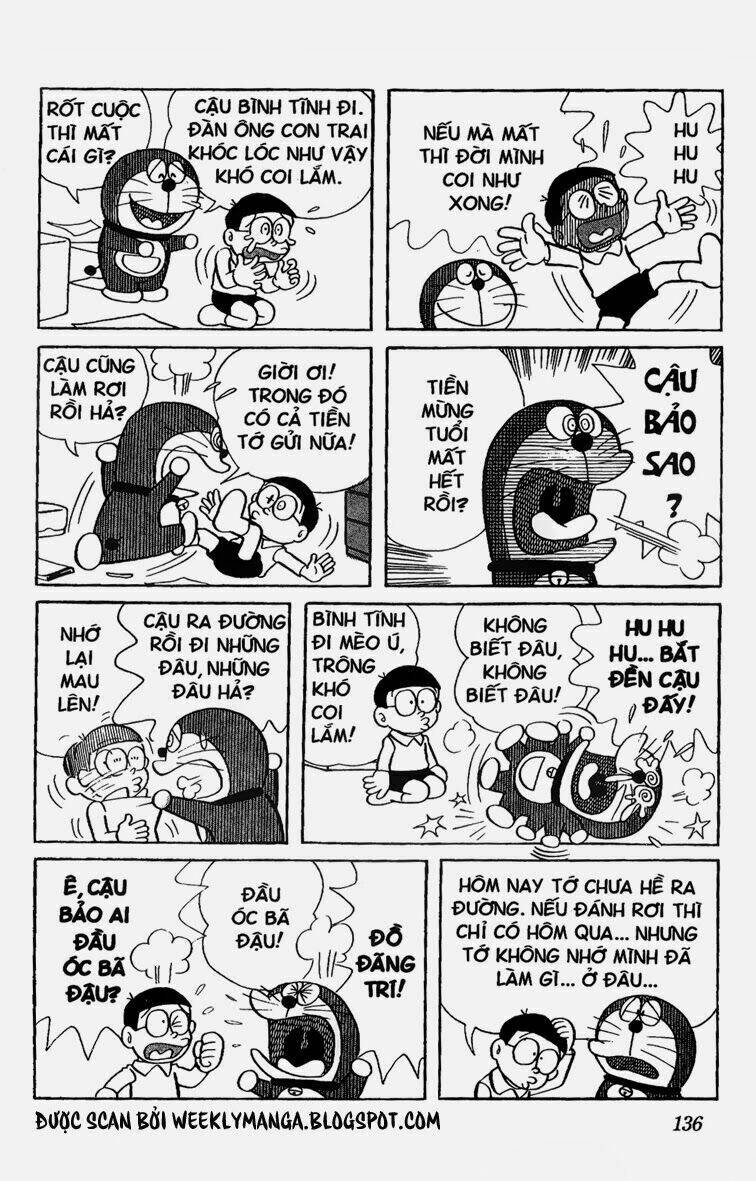 RỐT CUỘC
THÌ MẤT
CÁI GÌ?
CẬU BÌNH TĨNH ĐI.
ĐÀN ÔNG CON TRAI
KHÓC LÓC NHƯ VẬY
KHÓ COI LẮM.
NẾU MÀ MẤT
THÌ ĐỜI MÌNH
COI NHƯ
XONG!
HU
HU
HU
CẬU CŨNG
LÀM RƠI
RỒI HẢ?
GIỜI ƠI!
TRONG ĐÓ
CÓ CẢ TIỀN
TỚ GỬI NỮA!
TIỀN
MỪNG
TUỔI
MẤT
HẾT
RỒI?
CẬU
BẢO
SAO
?
NHỚ
LẠI
MAU
LÊN!
CẬU RA ĐƯỜNG
RỒI ĐI NHỮNG
ĐÂU, NHỮNG
ĐÂU HẢ?
BÌNH TĨNH
ĐI MÈO Ú,
TRÔNG
KHÓ
COI
LẮM!
KHÔNG
BIẾT ĐÂU,
KHÔNG
BIẾT ĐÂU!
HU HU
HU... BẮT
ĐỀN CẬU
ĐẤY!
Ê, CẬU
BẢO AI
ĐẦU
ÓC BÃ
ĐẬU?
ĐẦU
ÓC BÃ
ĐẬU!
ĐỒ
ĐÃNG
TRÍ!
HÔM NAY TỚ CHƯA HỀ RA
ĐƯỜNG. NẾU ĐÁNH RƠI THÌ
CHỈ CÓ HÔM QUA... NHƯNG
TỚ KHÔNG NHỚ MÌNH ĐÃ
LÀM GÌ... Ở ĐÂU...
ĐƯỢC SCAN BỞI WEEKLYMANGA.BLOGSPOT.COM
136